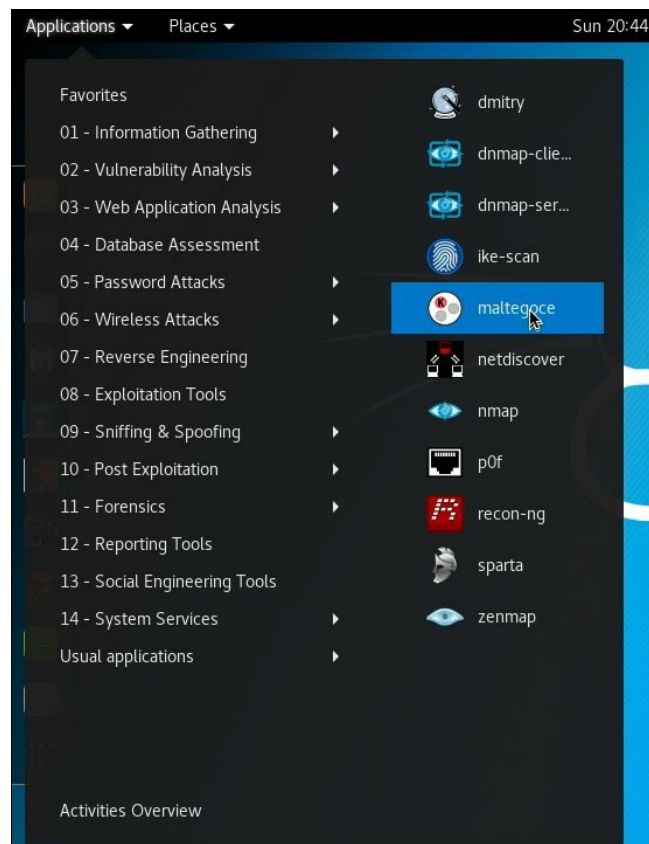 Applications Places Sun 20:44
Favorites
01 - Information Gathering
02 - Vulnerability Analysis
03 - Web Application Analysis
04 - Database Assessment
05 - Password Attacks
06 - Wireless Attacks
07 - Reverse Engineering
08 - Exploitation Tools
09 - Sniffing & Spoofing
10 - Post Exploitation
11 - Forensics
12 - Reporting Tools
13 - Social Engineering Tools
14 - System Services
Usual applications
Activities Overview
dmitry
dnmap-clie...
dnmap-ser...
ike-scan
maltegoce
netdiscover
nmap
p0f
recon-ng
sparta
zenmap